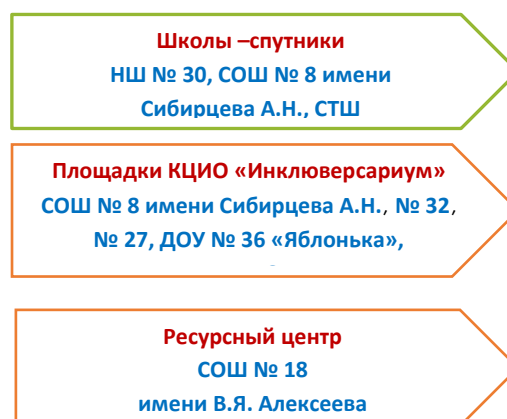 Школы –спутники
НШ № 30, СОШ № 8 имени
Сибирцева А.Н., СТШ
Площадки КЦИО «Инклюверсариум»
СОШ № 8 имени Сибирцева А.Н., № 32,
№ 27, ДОУ № 36 «Яблонька»,
Ресурсный центр
СОШ № 18
имени В.Я. Алексеева